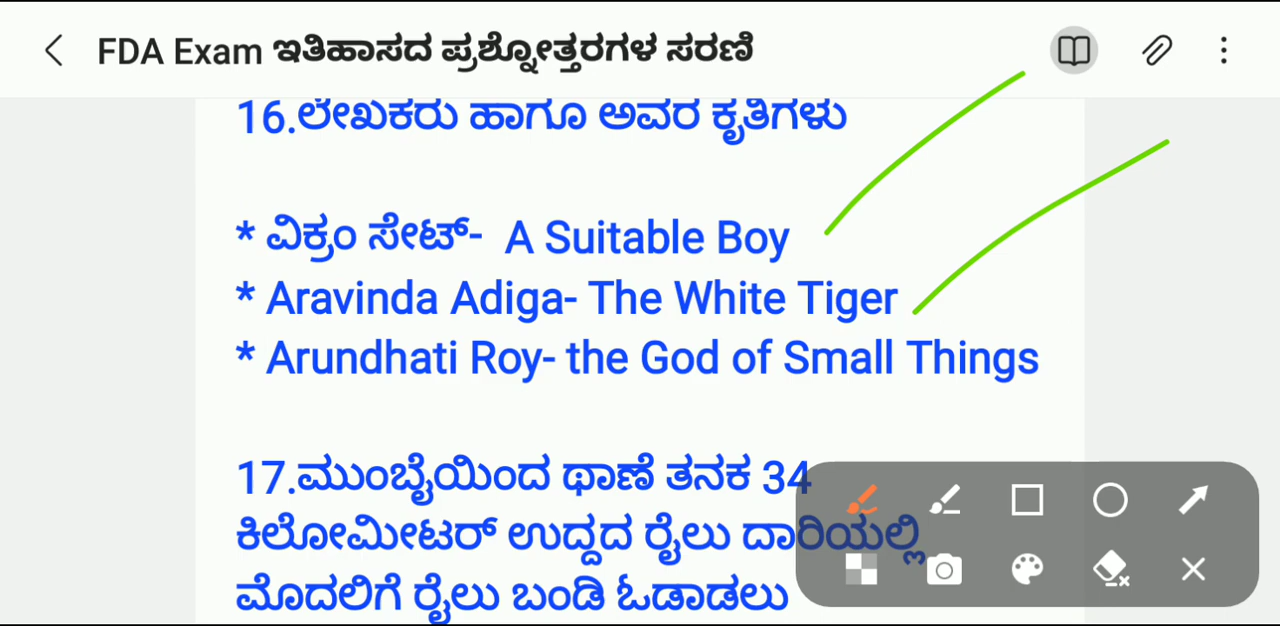 FDA Exam ಇತಿಹಾಸದ ಪ್ರಶ್ನೋತ್ತರಗಳ ಸರಣಿ
16.ಲೇಖಕರು ಹಾಗೂ ಅವರ ಕೃತಿಗಳು
* ವಿಕ್ರಂ ಸೇಟ್- A Suitable Boy
* Aravinda Adiga- The White Tiger
* Arundhati Roy- the God of Small Things
17.ಮುಂಬೈಯಿಂದ ಥಾಣೆ ತನಕ 34
ಕಿಲೋಮೀಟರ್ ಉದ್ದದ ರೈಲು ದಾರಿಯಲ್ಲಿ
ಮೊದಲಿಗೆ ರೈಲು ಬಂಡಿ ಓಡಾಡಲು